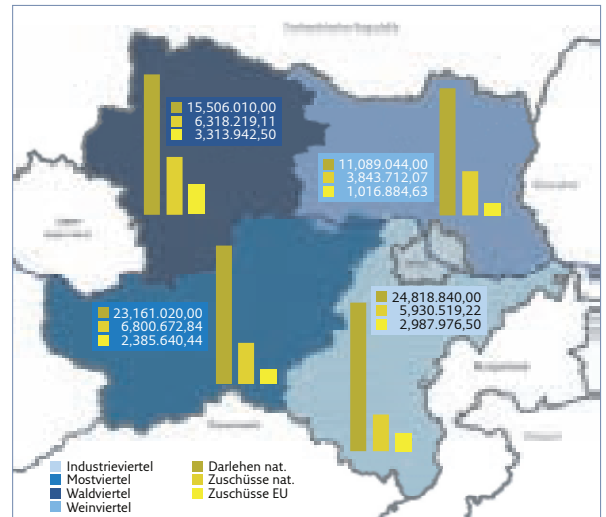 Tschechische Republik
15,506.010,00
6,318.219,11
3,313.942,50
11,089.044,00
3,843.712,07
1,016.884,63
23,161.020,00
6,800.672,84
2,385.640,44
24,818.840,00
5,930.519,22
2,987.976,50
Industrieviertel
Mostviertel
Waldviertel
Weinviertel
Darlehen nat.
Zuschüsse nat.
Zuschüsse EU